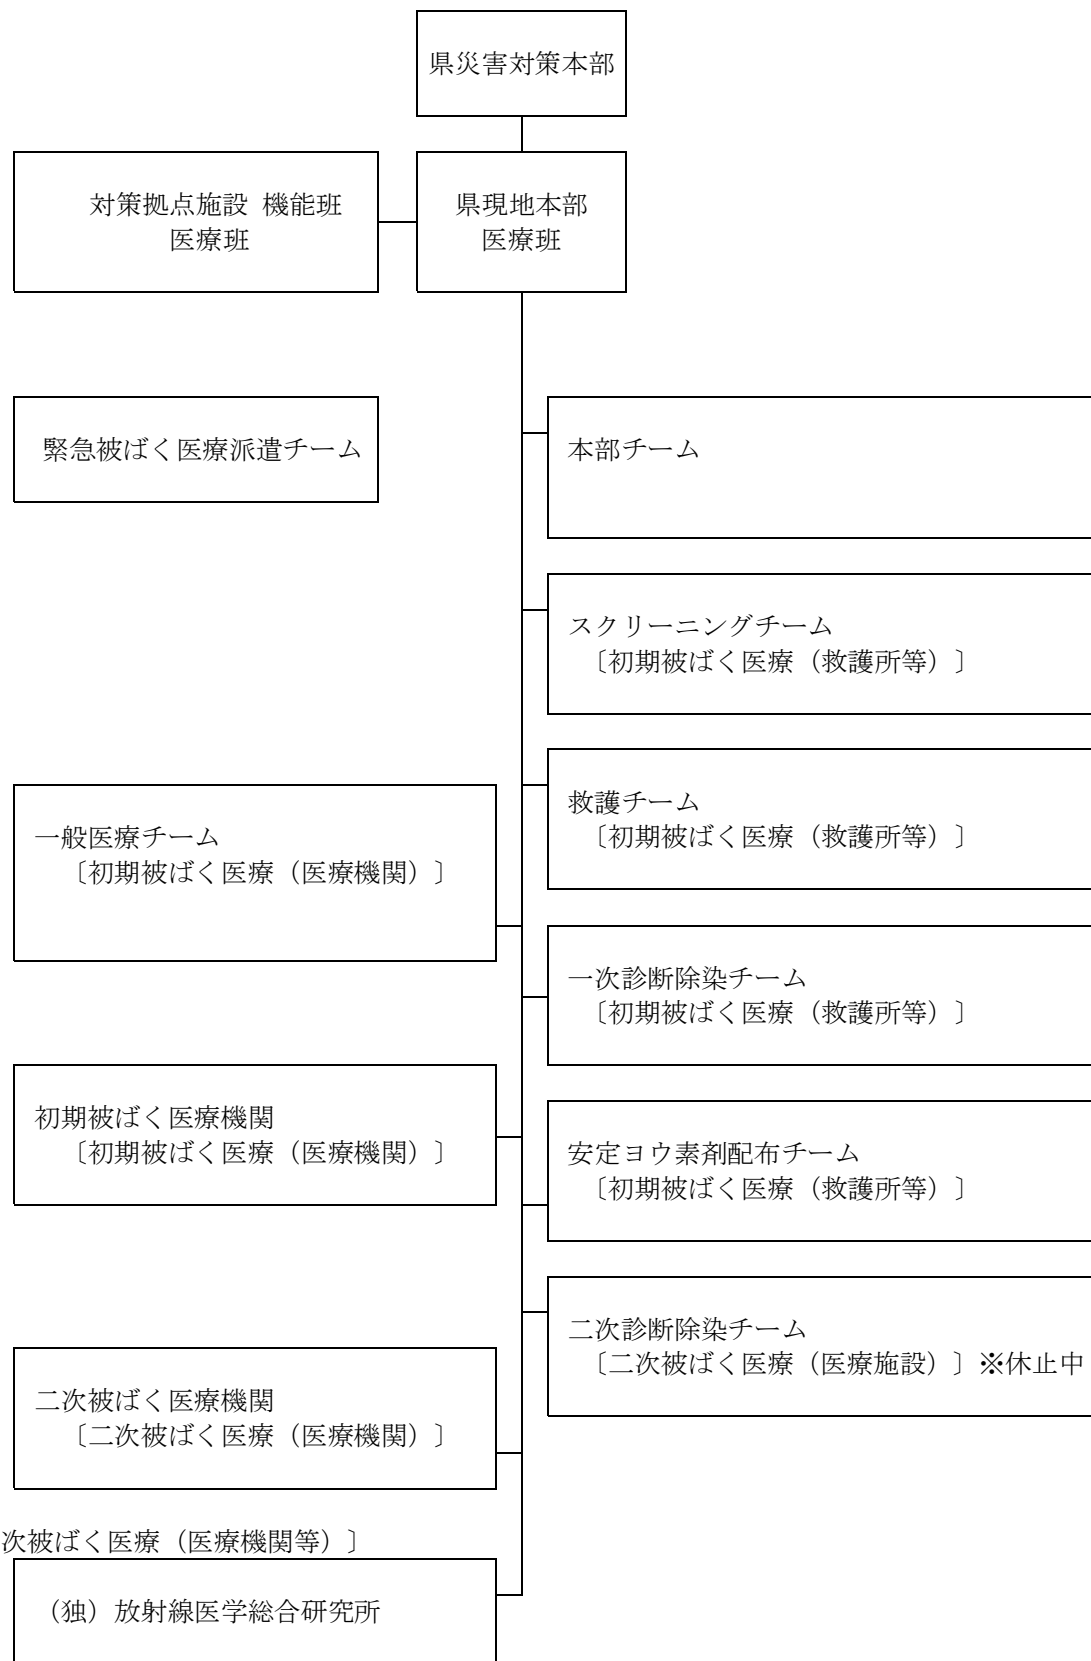 県災害対策本部
対策拠点施設 機能班
医療班
県現地本部
医療班
緊急被ばく医療派遣チーム
本部チーム
スクリーニングチーム
〔初期被ばく医療（救護所等）〕
救護チーム
〔初期被ばく医療（救護所等）〕
一般医療チーム
〔初期被ばく医療（医療機関）〕
一次診断除染チーム
〔初期被ばく医療（救護所等）〕
初期被ばく医療機関
〔初期被ばく医療（医療機関）〕
安定ヨウ素剤配布チーム
〔初期被ばく医療（救護所等）〕
二次診断除染チーム
〔二次被ばく医療（医療施設）〕※休止中
二次被ばく医療機関
〔二次被ばく医療（医療機関）〕
次被ばく医療（医療機関等）〕
（独）放射線医学総合研究所